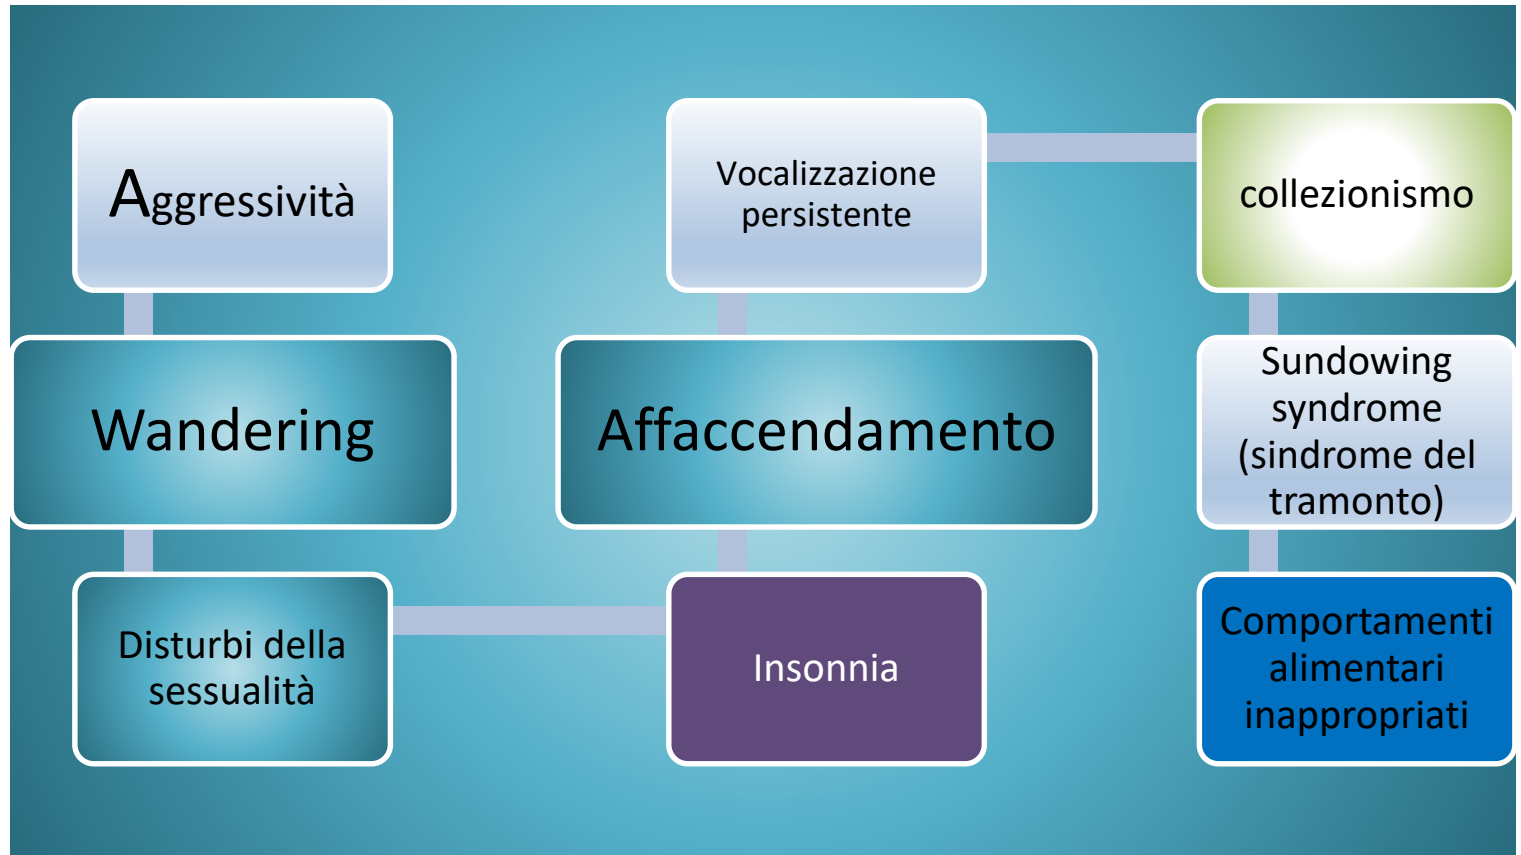 Aggressività
Wandering
Disturbi della
sessualità
Insonnia
Affaccendamento
Vocalizzazione
persistente
collezionismo
Sundowing
syndrome
(sindrome del
tramonto)
Comportamenti
alimentari
inappropriati